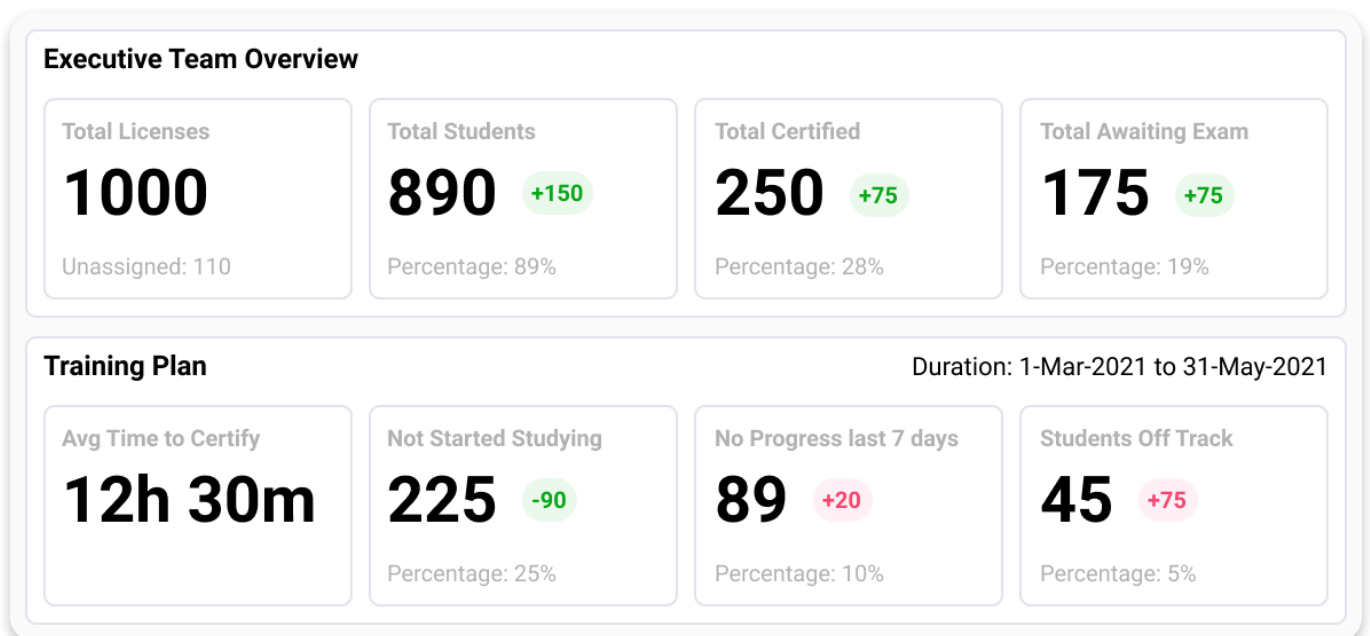 Executive Team Overview
Total Licenses
1000
Unassigned: 110
Total Students
890 +150
Percentage: 89%
Total Certified
250 +75
Percentage: 28%
Total Awaiting Exam
175 +75
Percentage: 19%
Training Plan
Duration: 1-Mar-2021 to 31-May-2021
Avg Time to Certify
12h 30m
Not Started Studying
225 -90
Percentage: 25%
No Progress last 7 days
89 +20
Percentage: 10%
Students Off Track
45 +75
Percentage: 5%